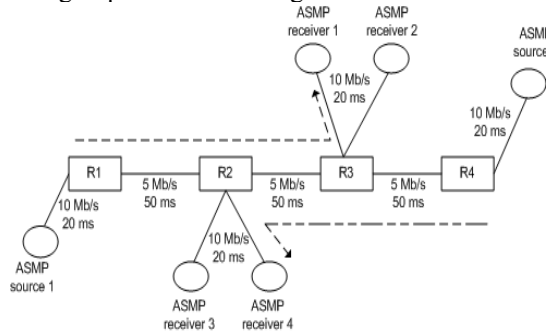 ASMP
receiver 1
ASMP
receiver 2
ASM
source
10 Mb/s
20 ms
10 Mb/s
20 ms
R1
R2
R3
R4
5 Mb/s
50 ms
5 Mb/s
50 ms
5 Mb/s
50 ms
10 Mb/s
20 ms
10 Mb/s
20 ms
ASMP
source 1
ASMP
receiver 3
ASMP
receiver 4